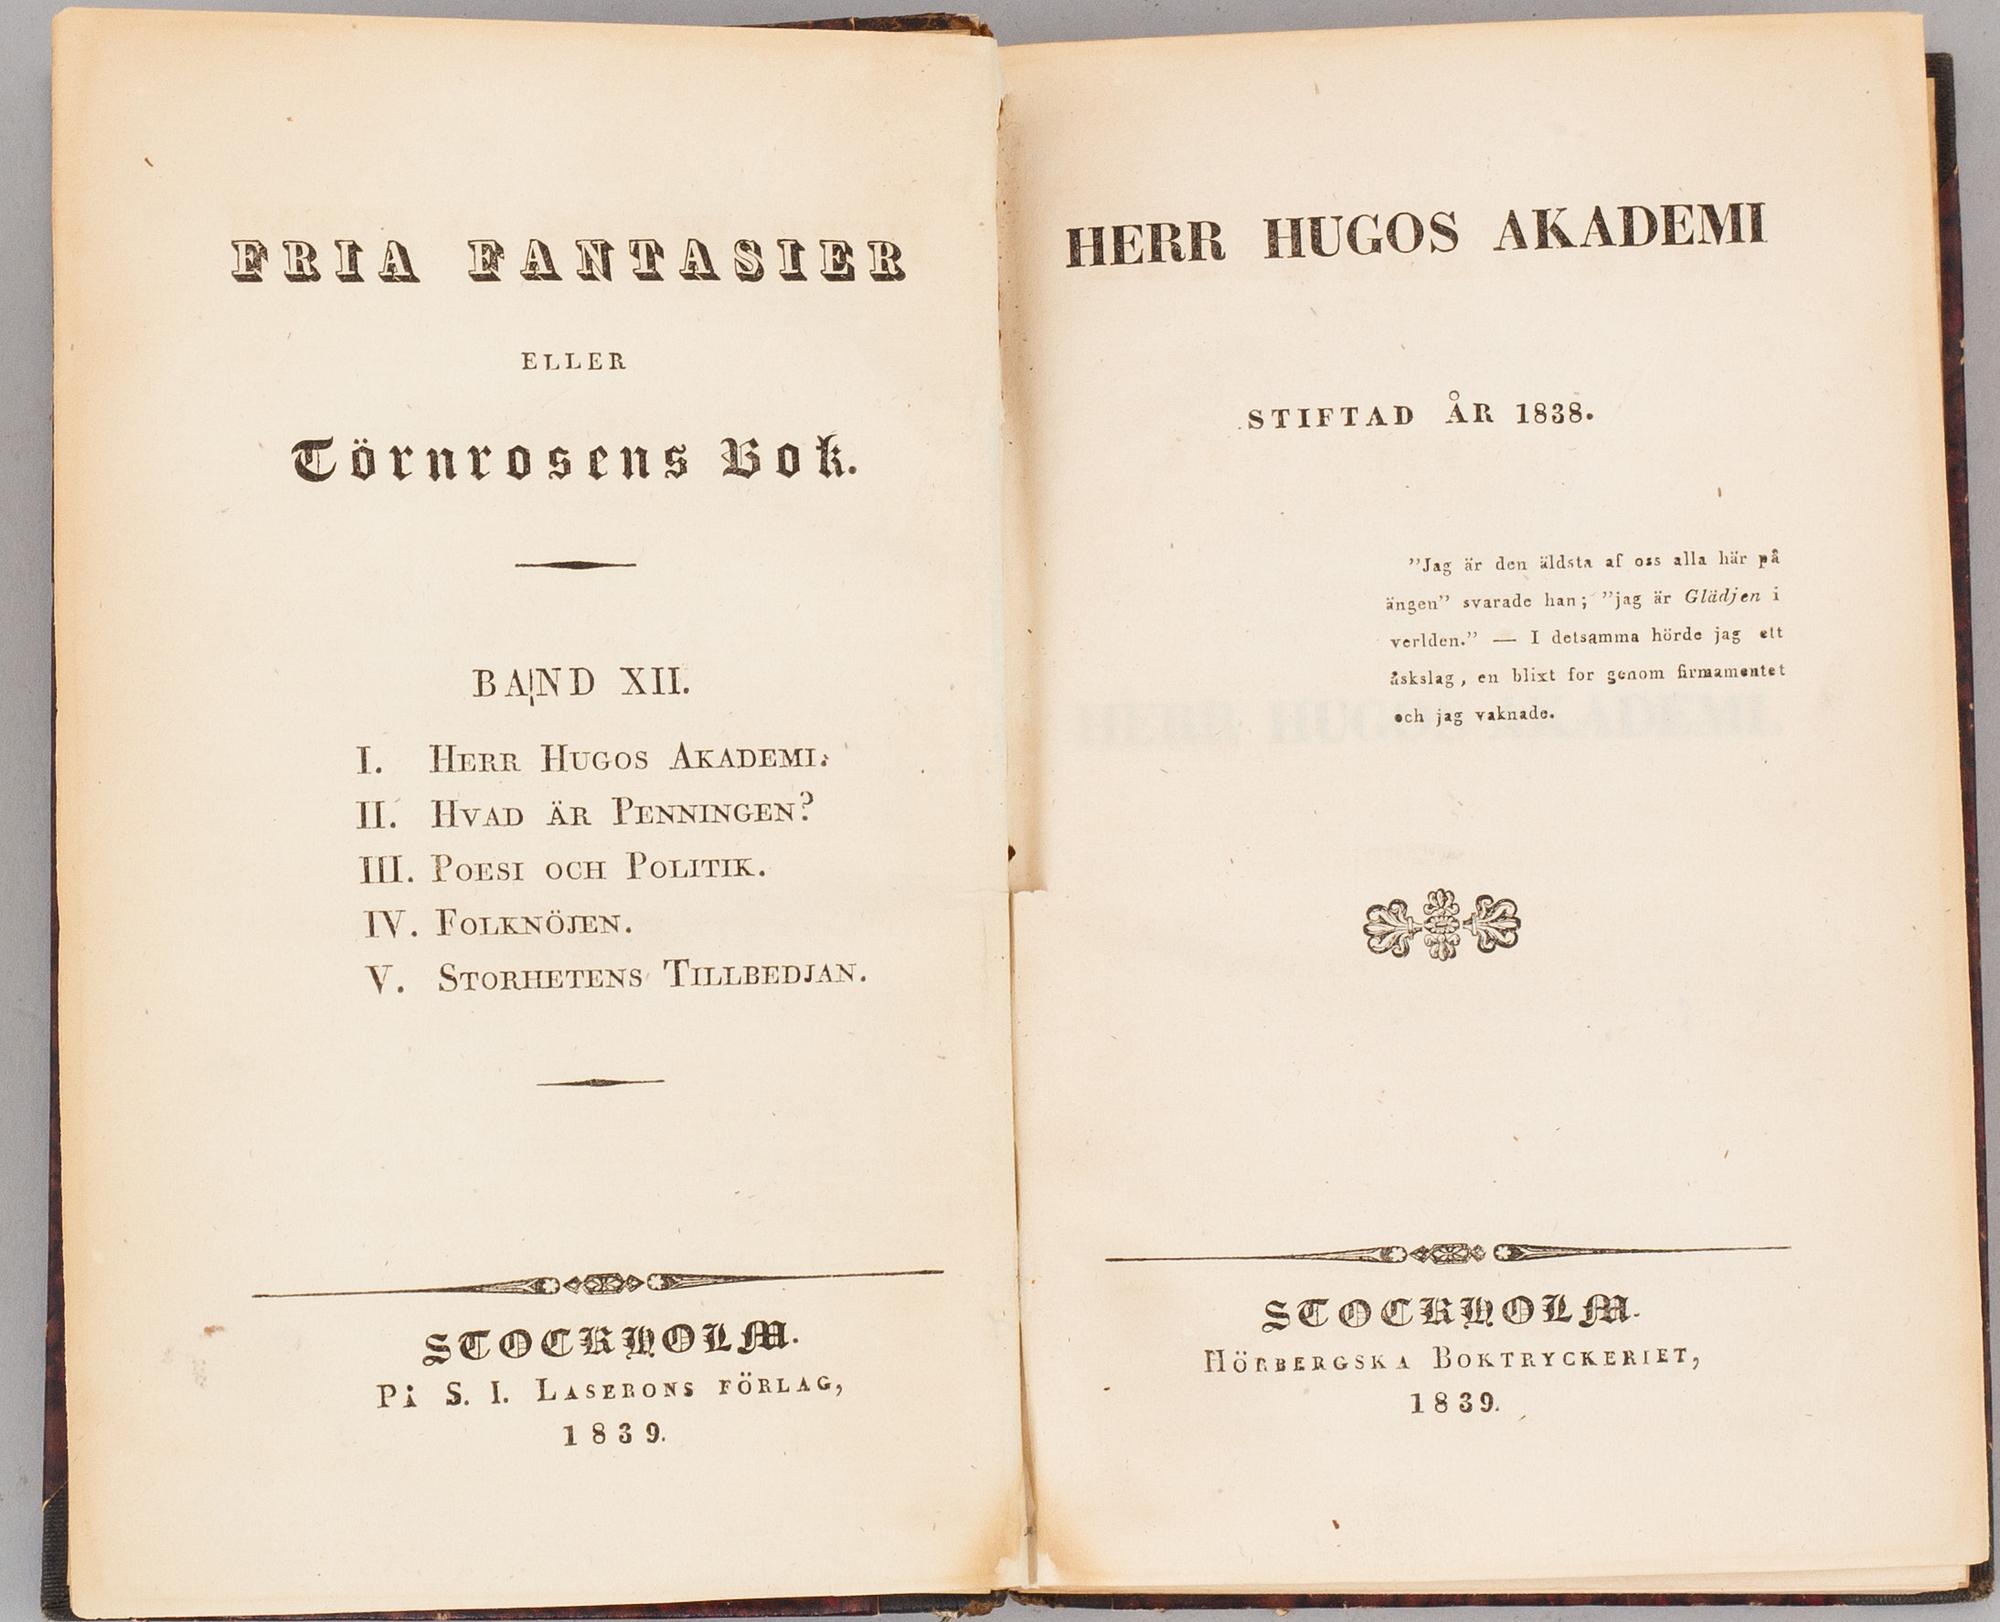 FRIA FANTASIER
ELLER
Törnrosens Bok.
BAND XII.
I. HERR HUGOS AKADEMI.
II. HVAD ÄR PENNINGEN?
III. POESI OCH POLITIK.
IV. FOLKNÖJEN.
V. STORHETENS TILLBEDJAN.
STOCKHOLM.
PÅ S. I. LASERONS FÖRLAG,
1839.
HERR HUGOS AKADEMI
STIFTAD ÅR 1838.
”Jag är den äldsta af oss alla här på
ängen” svarade han; ”jag är Glädjen i
verlden.” — I detsamma hörde jag ett
åskslag, en blixt for genom firmamentet
och jag vaknade.
STOCKHOLM.
HÖRBERGSKA BOKTRYCKERIET,
1839.